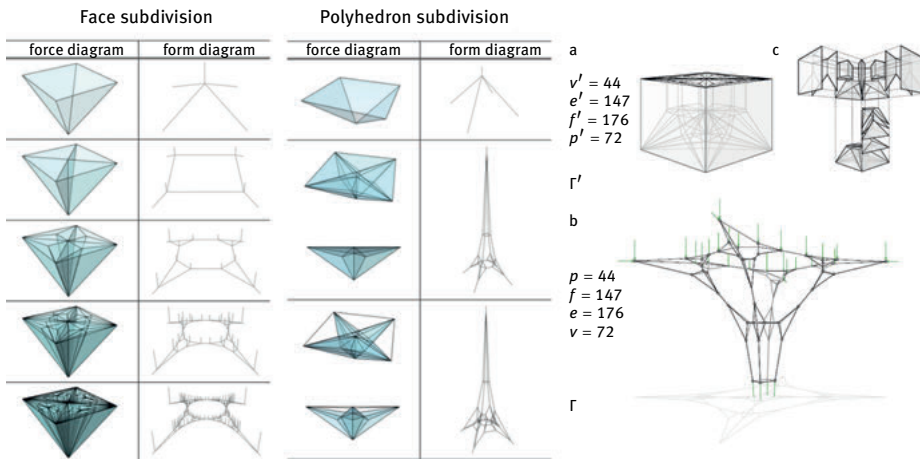 Face subdivision
force diagram
form diagram
Polyhedron subdivision
force diagram
form diagram
a
v′ = 44
e′ = 147
f′ = 176
p′ = 72
Γ′
c
b
p = 44
f = 147
e = 176
v = 72
Γ